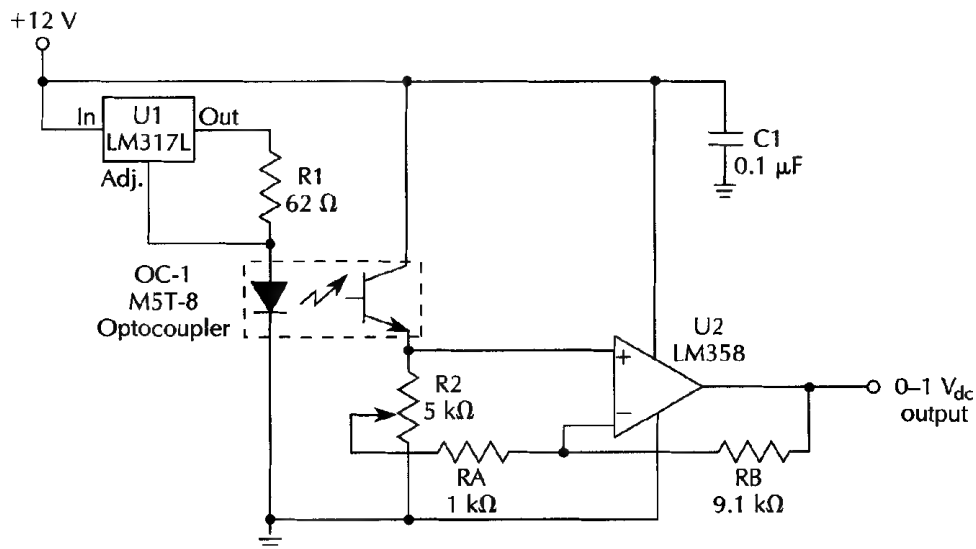 +12 V
In
U1
LM317L
Out
Adj.
R1
62 Ω
C1
0.1 μF
OC-1
M5T-8
Optocoupler
U2
LM358
+
−
R2
5 kΩ
0–1 Vdc
output
RA
1 kΩ
RB
9.1 kΩ